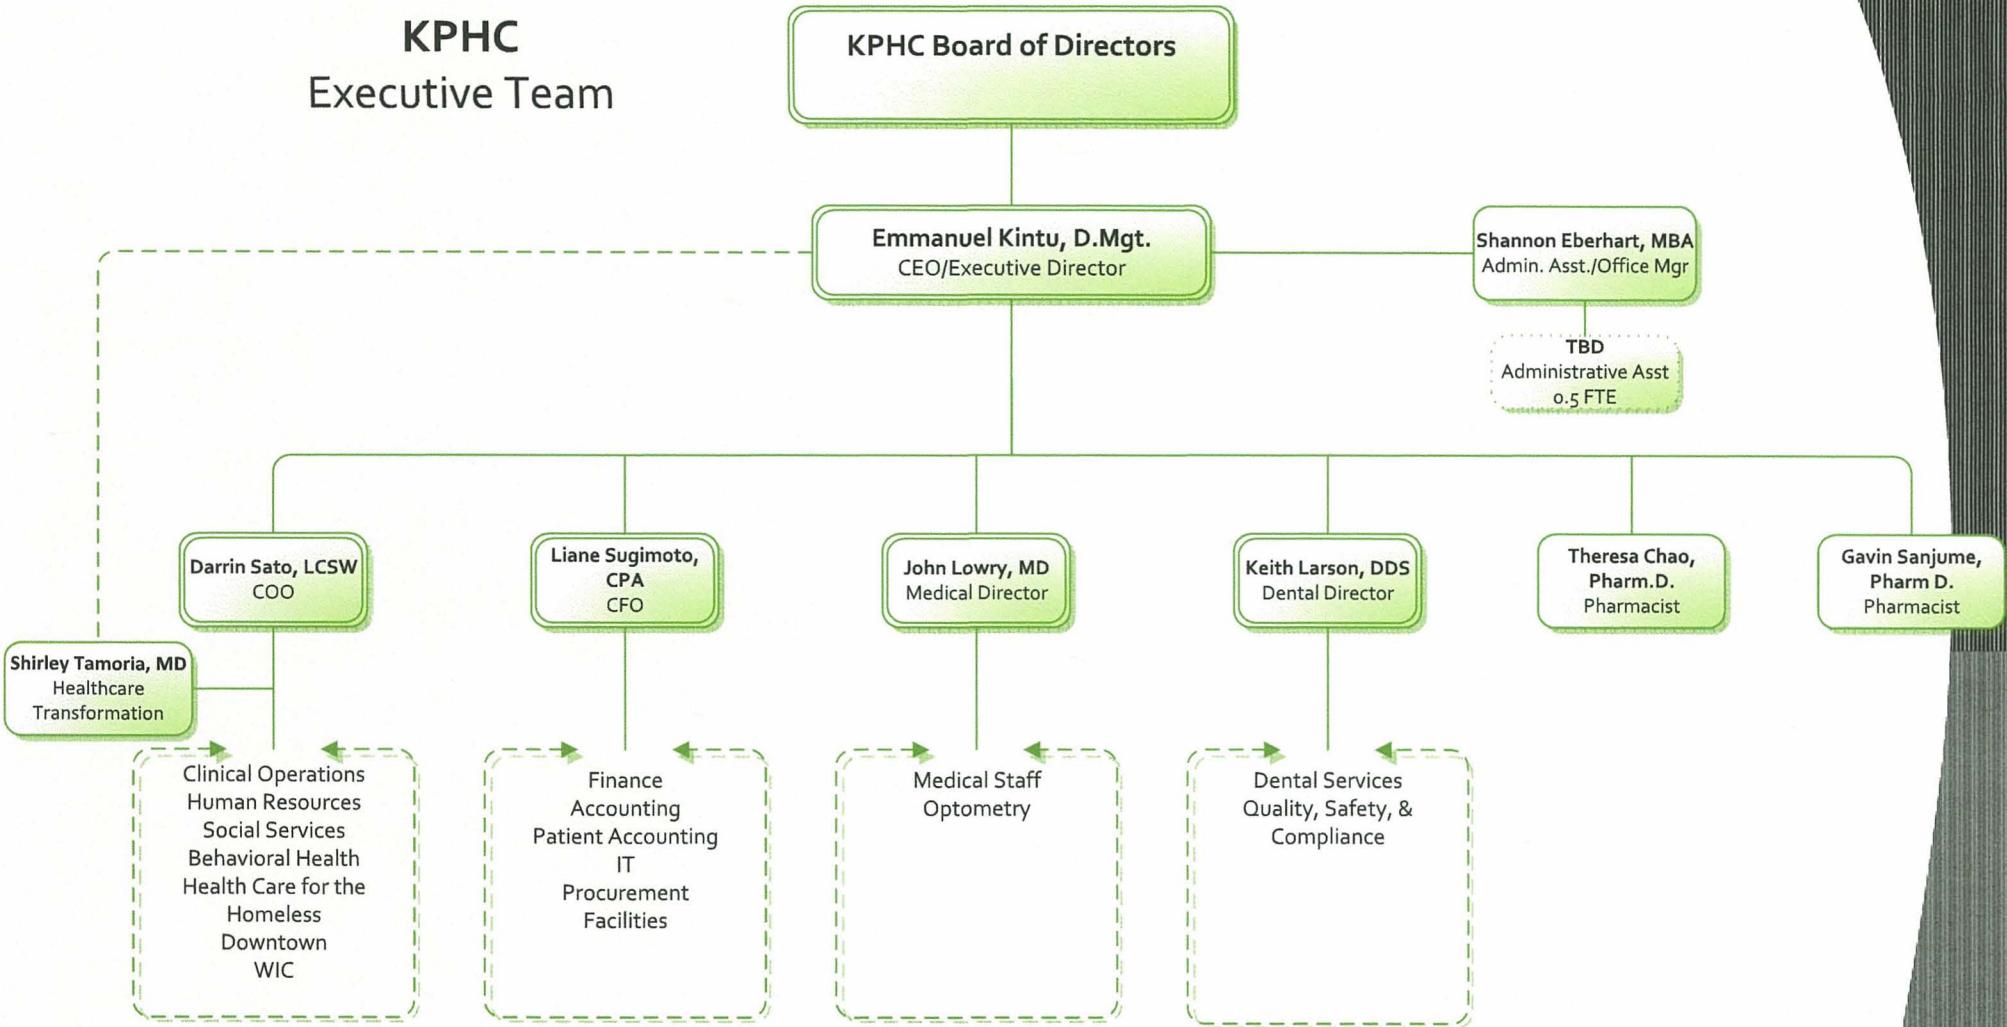 KPHC
Executive Team
KPHC Board of Directors
Emmanuel Kintu, D.Mgt.
CEO/Executive Director
Shannon Eberhart, MBA
Admin. Asst./Office Mgr
TBD
Administrative Asst
0.5 FTE
Darrin Sato, LCSW
COO
Liane Sugimoto,
CPA
CFO
John Lowry, MD
Medical Director
Keith Larson, DDS
Dental Director
Theresa Chao,
Pharm.D.
Pharmacist
Gavin Sanjume,
Pharm D.
Pharmacist
Shirley Tamoria, MD
Healthcare
Transformation
Clinical Operations
Human Resources
Social Services
Behavioral Health
Health Care for the
Homeless
Downtown
WIC
Finance
Accounting
Patient Accounting
IT
Procurement
Facilities
Medical Staff
Optometry
Dental Services
Quality, Safety, &
Compliance